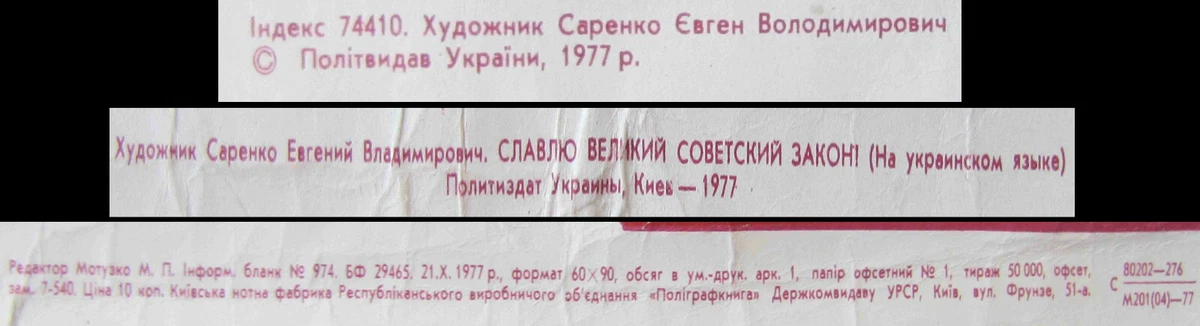 Індекс 74410. Художник Саренко Євген Володимирович
© Політвидав України, 1977 р.
Художник Саренко Евгений Владимирович. СЛАВЛЮ ВЕЛИКИЙ СОВЕТСКИЙ ЗАКОН! (На украинском языке)
Политиздат Украины, Киев — 1977
Редактор Мотузко М. П. Інформ. бланк № 974. БФ 29465. 21.X. 1977 р., формат 60×90, обсяг в ум.-друк. арк. 1, папір офсетний № 1, тираж 50 000, офсет,
зам. 7-540. Ціна 10 коп. Київська нотна фабрика Республіканського виробничого об'єднання «Поліграфкнига» Держкомвидаву УРСР, Київ, вул. Фрунзе, 51-а.
С 80202—276
М201(04)—77